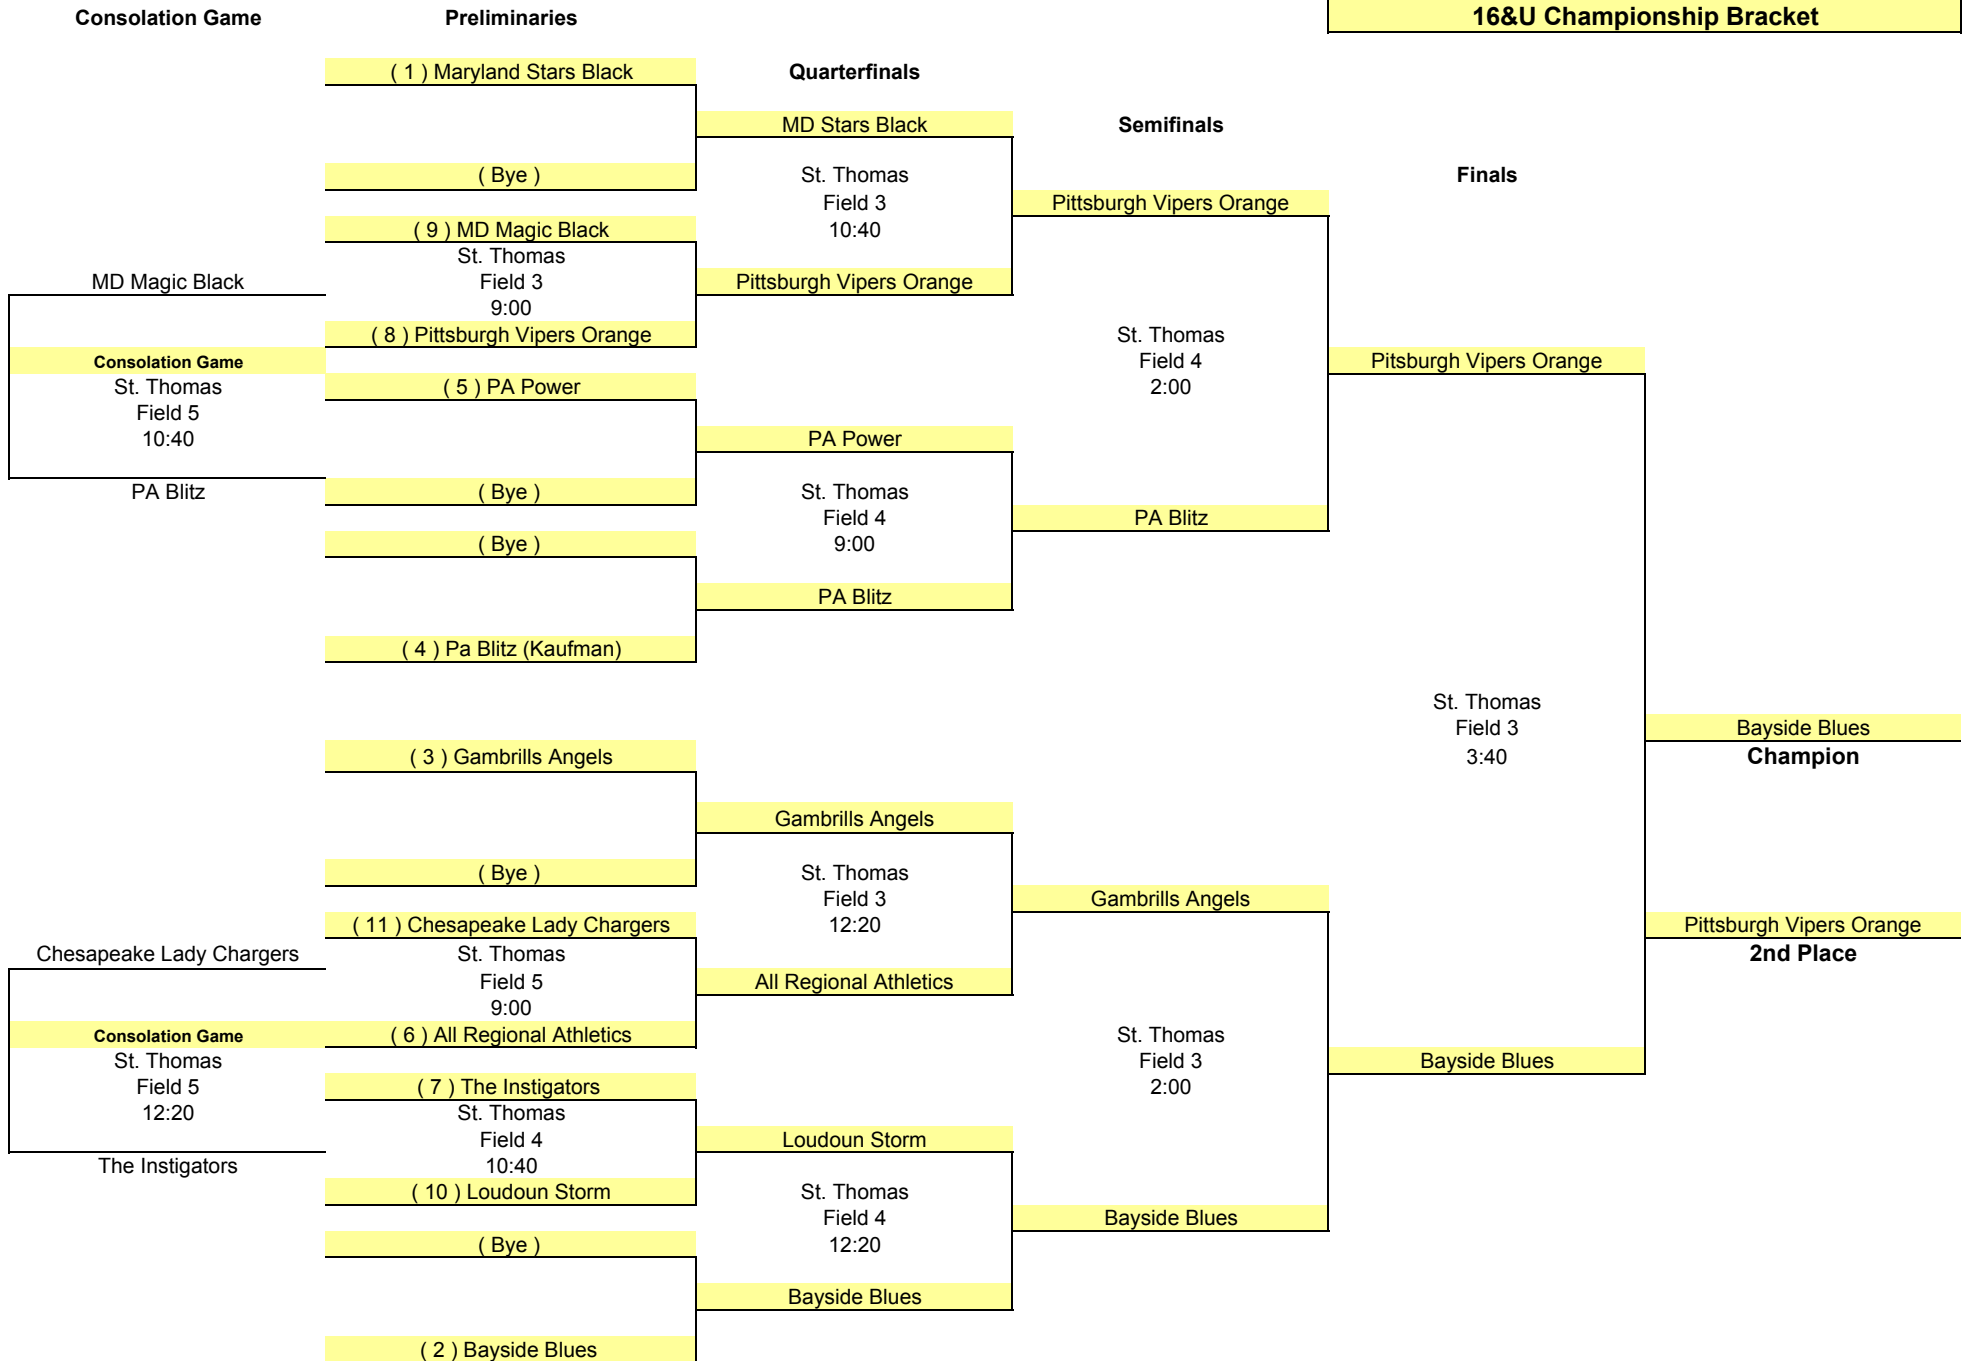 Consolation Game
Preliminaries
16&U Championship Bracket
( 1 ) Maryland Stars Black
Quarterfinals
MD Stars Black
Semifinals
( Bye )
St. Thomas
Finals
Field 3
Pittsburgh Vipers Orange
( 9 ) MD Magic Black
10:40
St. Thomas
MD Magic Black
Field 3
Pittsburgh Vipers Orange
9:00
( 8 ) Pittsburgh Vipers Orange
St. Thomas
Consolation Game
Field 4
Pitsburgh Vipers Orange
St. Thomas
( 5 ) PA Power
2:00
Field 5
10:40
PA Power
PA Blitz
( Bye )
St. Thomas
Field 4
PA Blitz
( Bye )
9:00
PA Blitz
( 4 ) Pa Blitz (Kaufman)
St. Thomas
Field 3
Bayside Blues
( 3 ) Gambrills Angels
3:40
Champion
Gambrills Angels
( Bye )
St. Thomas
Field 3
Gambrills Angels
( 11 ) Chesapeake Lady Chargers
12:20
Pittsburgh Vipers Orange
Chesapeake Lady Chargers
St. Thomas
2nd Place
Field 5
All Regional Athletics
9:00
Consolation Game
( 6 ) All Regional Athletics
St. Thomas
St. Thomas
Field 3
Bayside Blues
Field 5
( 7 ) The Instigators
2:00
12:20
St. Thomas
Field 4
Loudoun Storm
The Instigators
10:40
( 10 ) Loudoun Storm
St. Thomas
Field 4
Bayside Blues
( Bye )
12:20
Bayside Blues
( 2 ) Bayside Blues